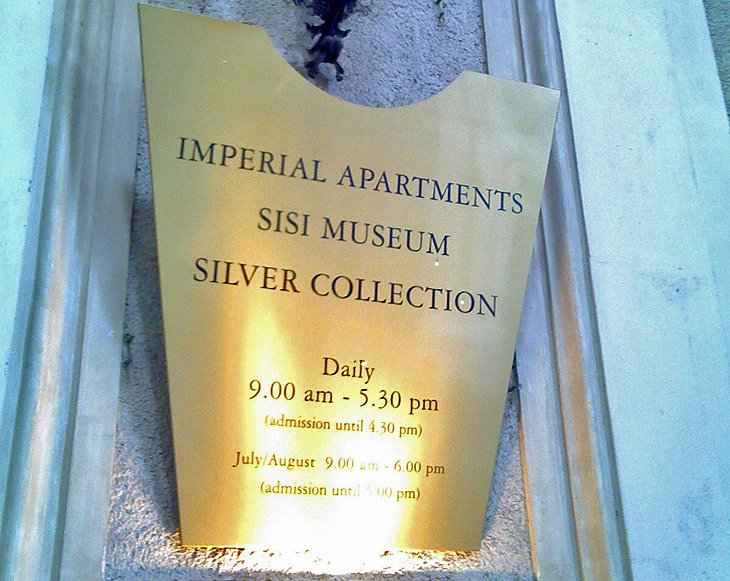 IMPERIAL APARTMENTS
SISI MUSEUM
SILVER COLLECTION
Daily
9.00 am - 5.30 pm
(admission until 4.30 pm)
July/August 9.00 am - 6.00 pm
(admission until 5.00 pm)